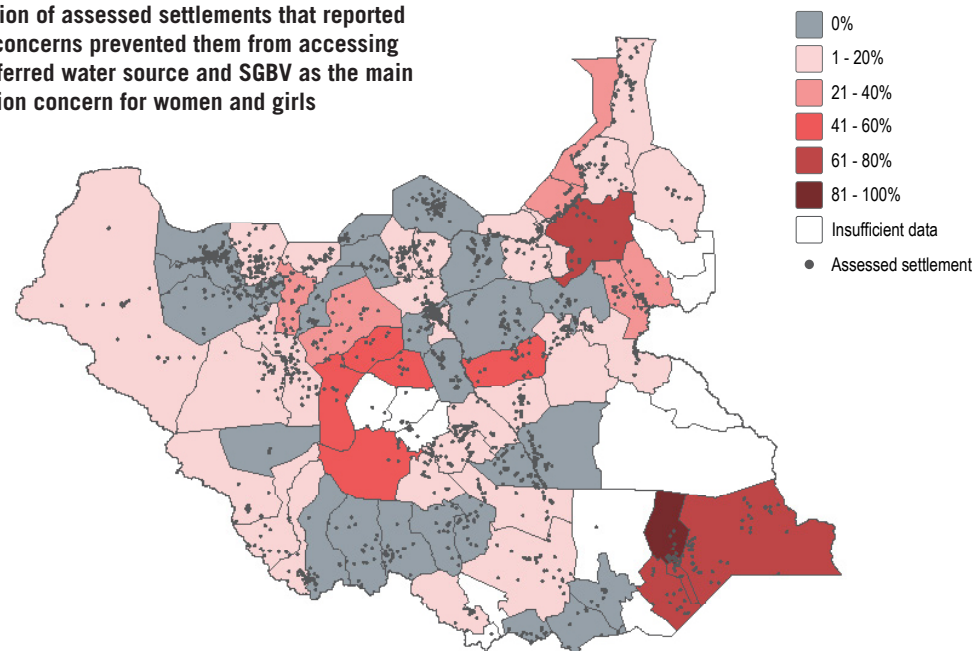 ion of assessed settlements that reported
concerns prevented them from accessing
ferred water source and SGBV as the main
ion concern for women and girls
0%
1 - 20%
21 - 40%
41 - 60%
61 - 80%
81 - 100%
Insufficient data
Assessed settlement